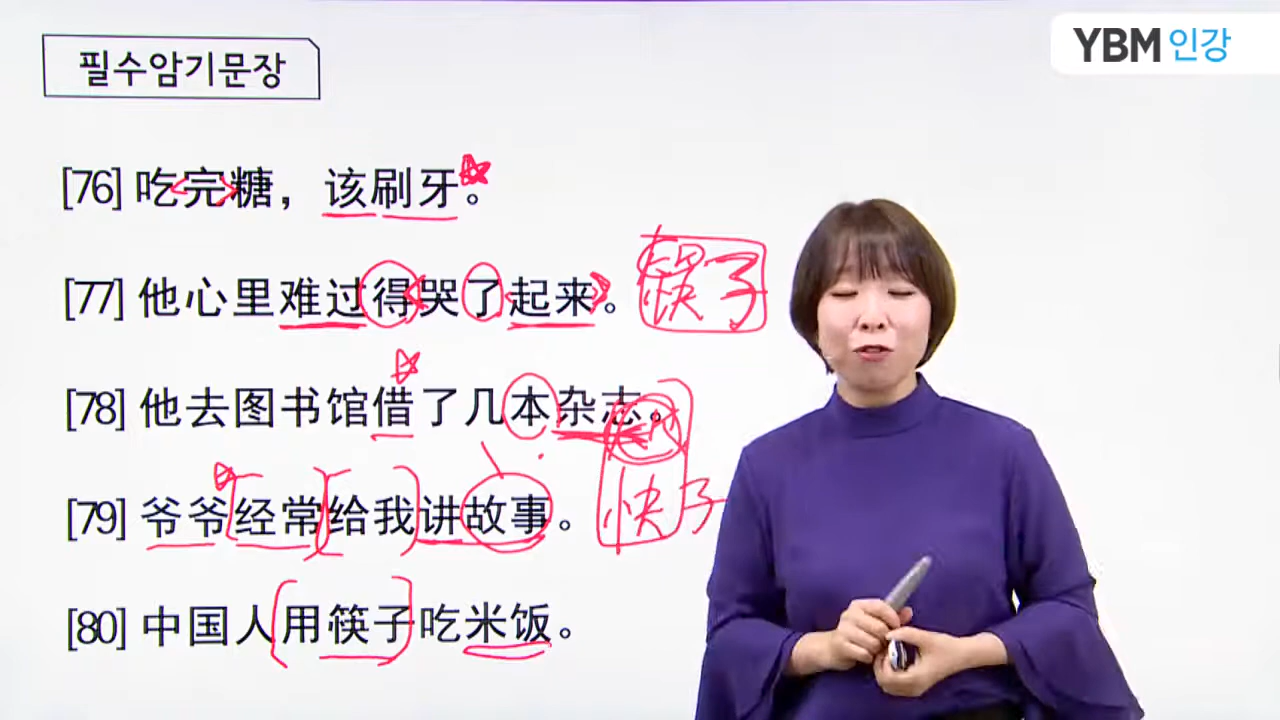 필수암기문장
YBM 인강
[76] 吃完糖，该刷牙。
[77] 他心里难过得哭了起来。
筷子
[78] 他去图书馆借了几本杂志。
[79] 爷爷经常给我讲故事。
快子
[80] 中国人用筷子吃米饭。